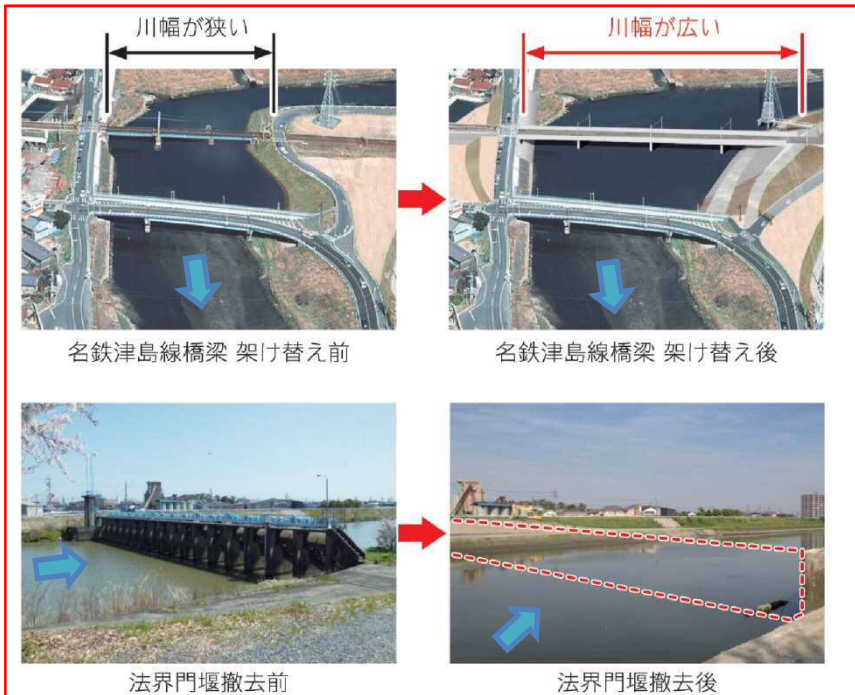 川幅が狭い
川幅が広い
名鉄津島線橋梁 架け替え前
名鉄津島線橋梁 架け替え後
法界門堰撤去前
法界門堰撤去後